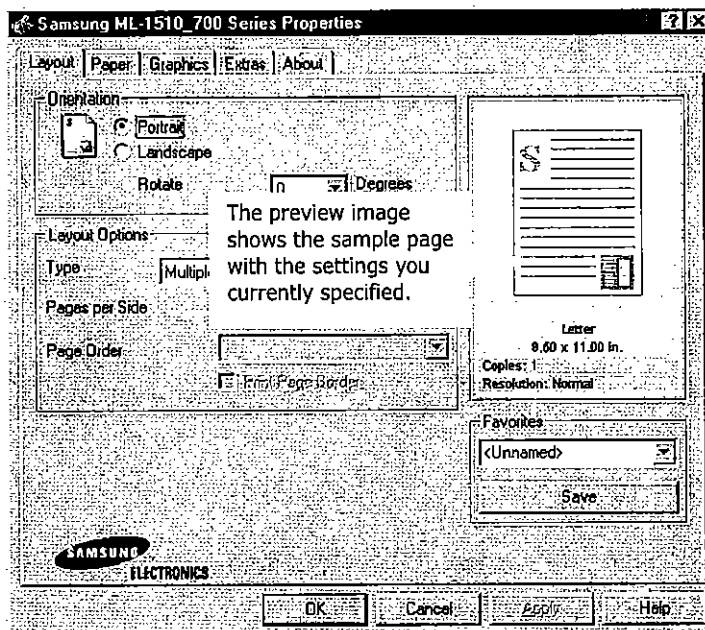 Samsung ML-1510_700 Series Properties
Layout Paper Graphics Extras About
Orientation
Portrait
Landscape
Rotate 0 Degrees
The preview image
shows the sample page
with the settings you
currently specified.
Layout Options
Type Multiple
Pages per Side
Page Order
Print Page Border
Letter
8.50 x 11.00 in.
Copies: 1
Resolution: Normal
Favorites
<Unnamed>
Save
SAMSUNG
ELECTRONICS
OK Cancel Apply Help